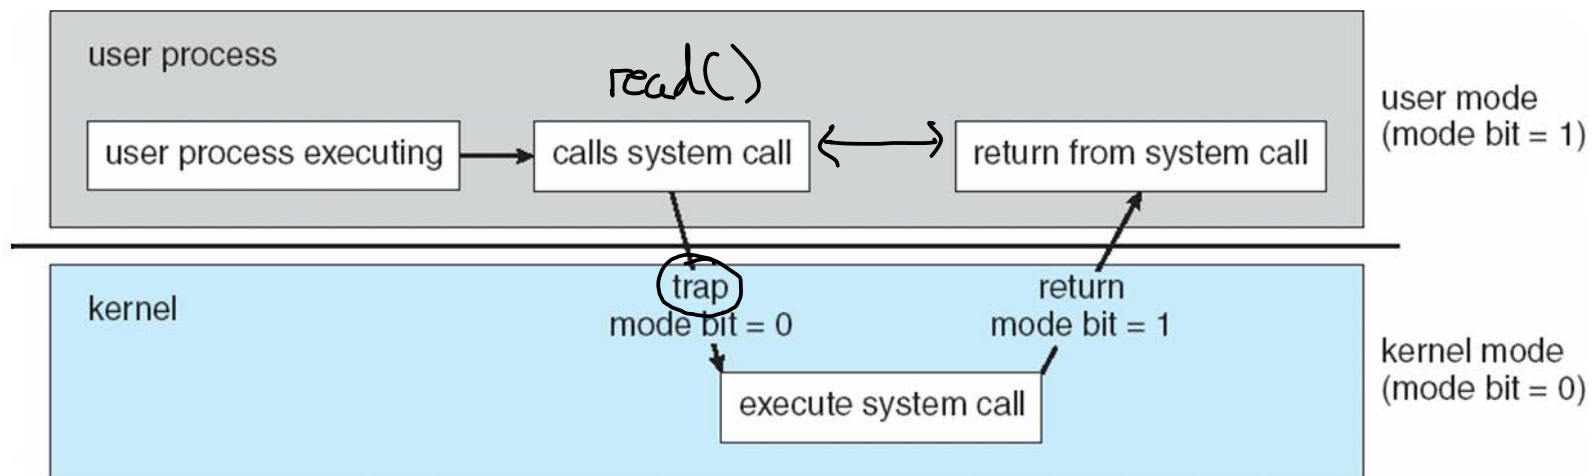 user process
read()
user process executing
calls system call
return from system call
user mode
(mode bit = 1)
kernel
trap
mode bit = 0
return
mode bit = 1
execute system call
kernel mode
(mode bit = 0)